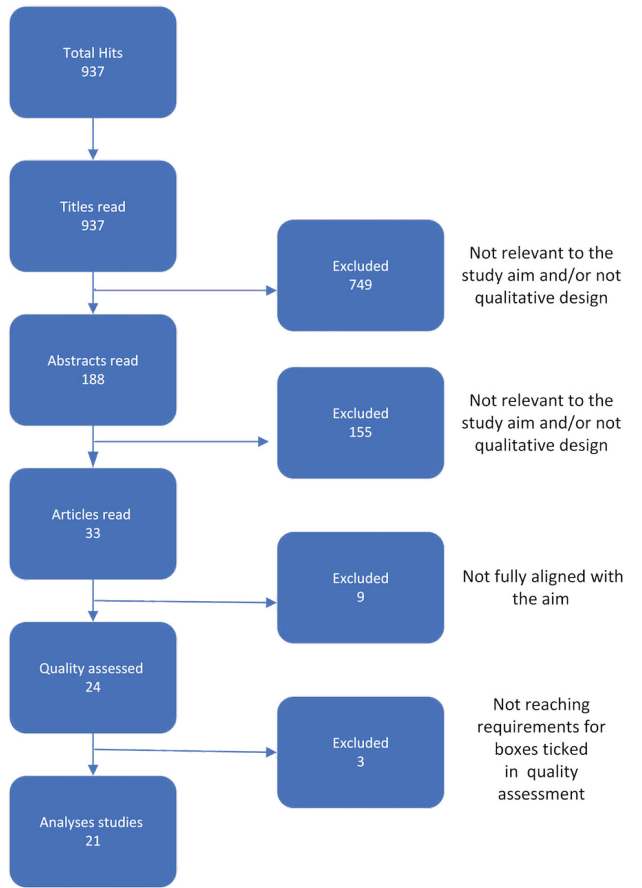 Total Hits
937
Titles read
937
Excluded
749
Not relevant to the
study aim and/or not
qualitative design
Abstracts read
188
Excluded
155
Not relevant to the
study aim and/or not
qualitative design
Articles read
33
Excluded
9
Not fully aligned with
the aim
Quality assessed
24
Excluded
3
Not reaching
requirements for
boxes ticked
in quality
assessment
Analyses studies
21